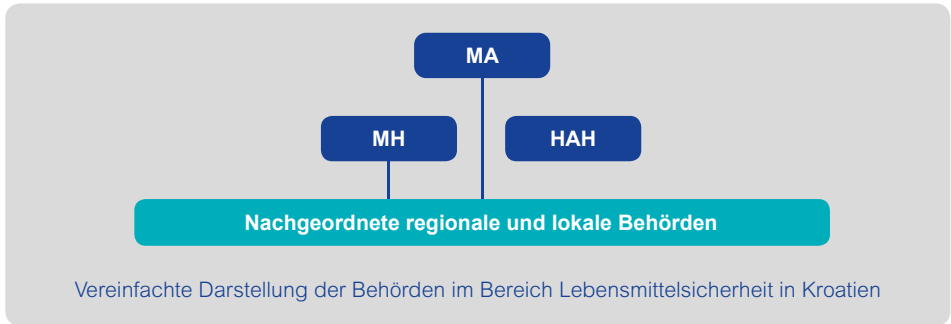 MA
MH
HAH
Nachgeordnete regionale und lokale Behörden
Vereinfachte Darstellung der Behörden im Bereich Lebensmittelsicherheit in Kroatien